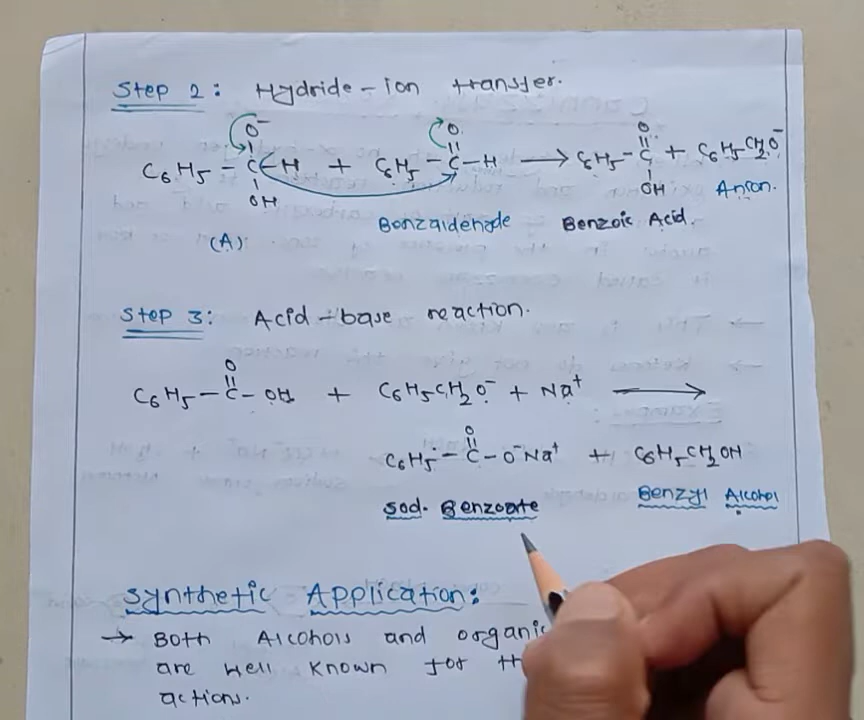 Step 2: Hydride-ion transfer.
O⁻ O O
C6H5 - C - H + C6H5 - C - H → C6H5 - C + C6H5CH2O⁻
OH OH Anion.
(A) Benzaldehyde Benzoic Acid.
Step 3: Acid-base reaction.
O
C6H5 - C - OH + C6H5CH2O⁻ + Na⁺ →
O
C6H5 - C - O⁻Na⁺ + C6H5CH2OH
Sod. Benzoate Benzyl Alcohol
Synthetic Application:
→ Both Alcohols and organic
are well known for
actions.